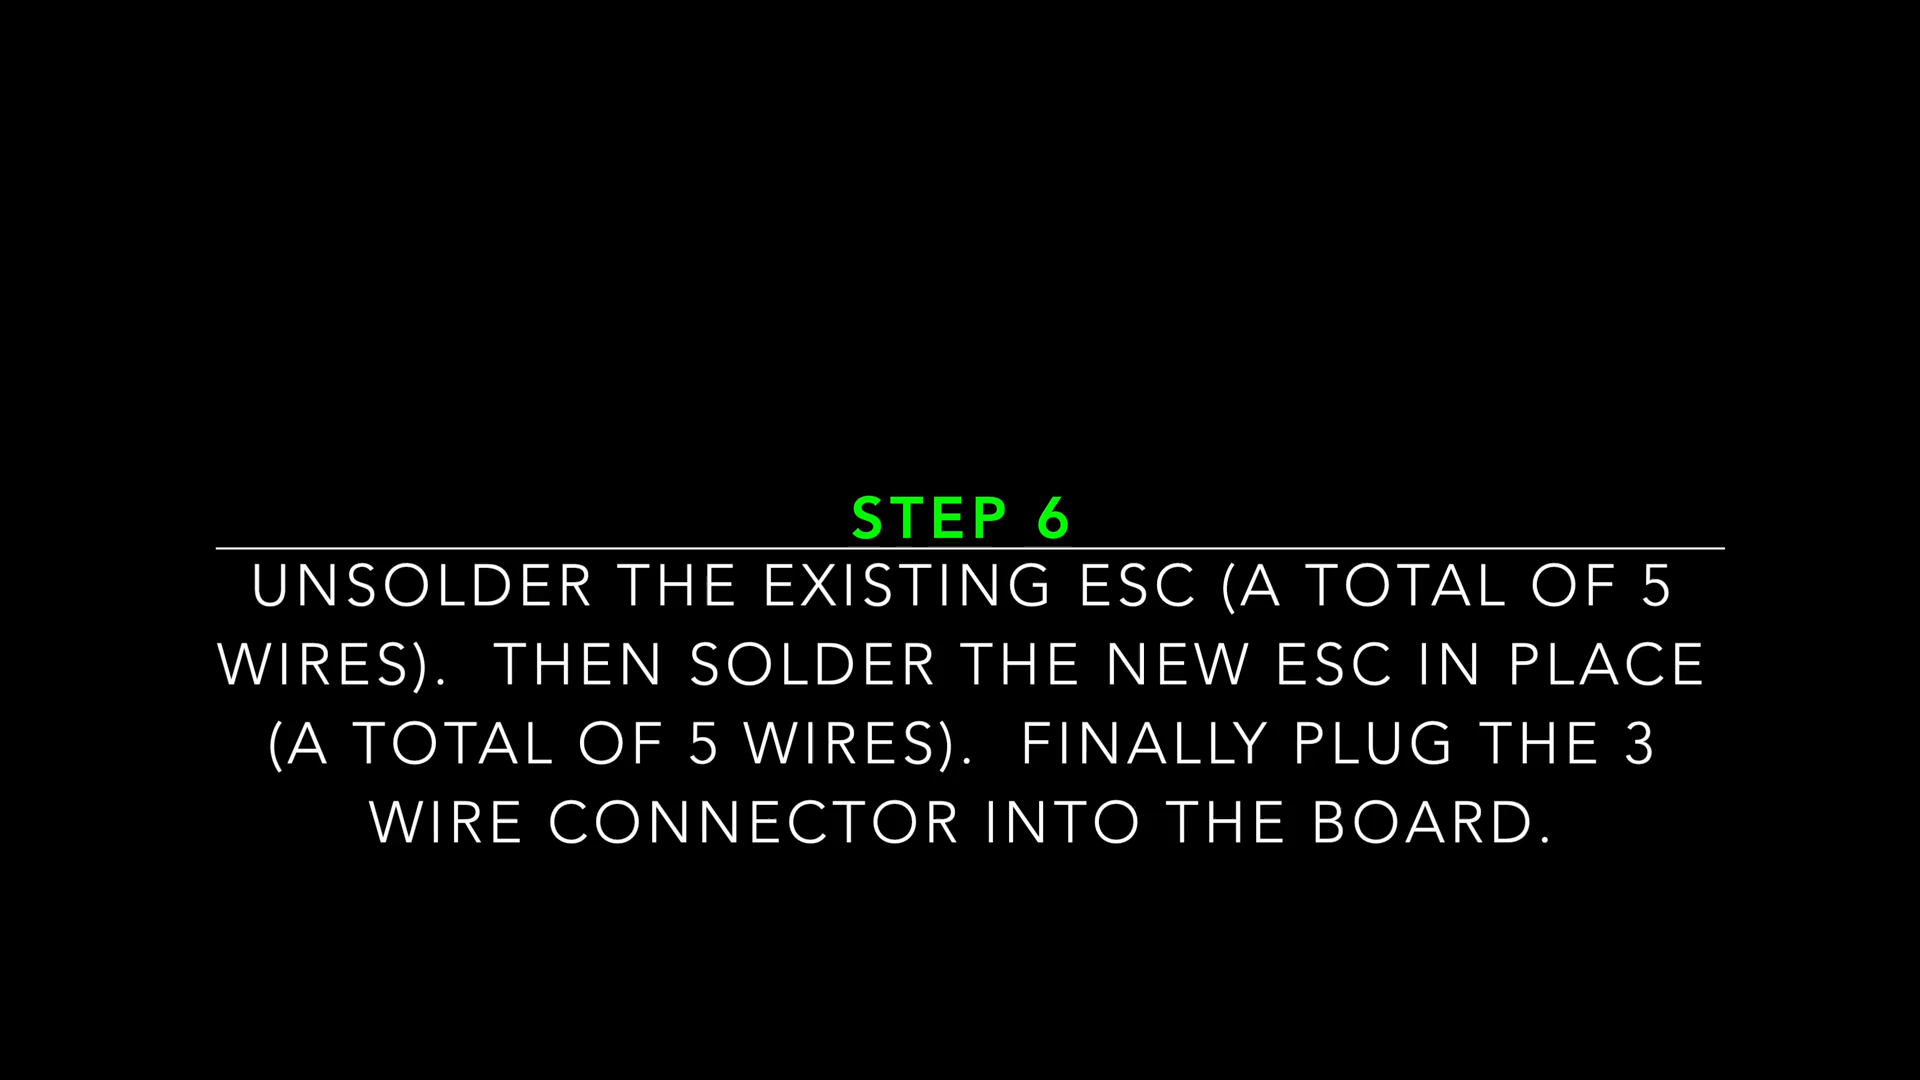 STEP 6
UNSOLDER THE EXISTING ESC (A TOTAL OF 5
WIRES).  THEN SOLDER THE NEW ESC IN PLACE
(A TOTAL OF 5 WIRES).  FINALLY PLUG THE 3
WIRE CONNECTOR INTO THE BOARD.